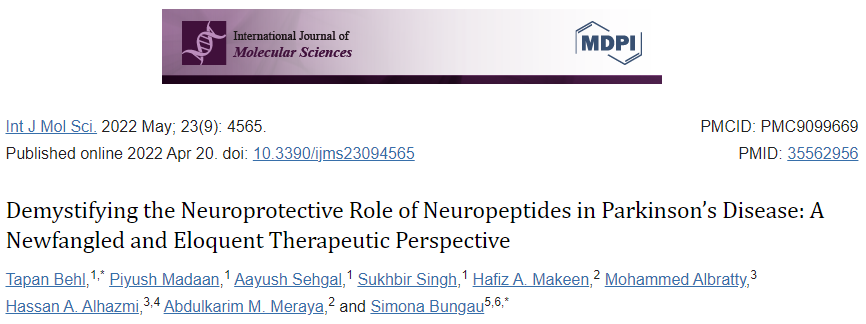 International Journal of
Molecular Sciences
MDPI
Int J Mol Sci. 2022 May; 23(9): 4565.
PMCID: PMC9099669
Published online 2022 Apr 20. doi: 10.3390/ijms23094565
PMID: 35562956
Demystifying the Neuroprotective Role of Neuropeptides in Parkinson’s Disease: A
Newfangled and Eloquent Therapeutic Perspective
Tapan Behl,1,* Piyush Madaan,1 Aayush Sehgal,1 Sukhbir Singh,1 Hafiz A. Makeen,2 Mohammed Albratty,3
Hassan A. Alhazmi,3,4 Abdulkarim M. Meraya,2 and Simona Bungau5,6,*